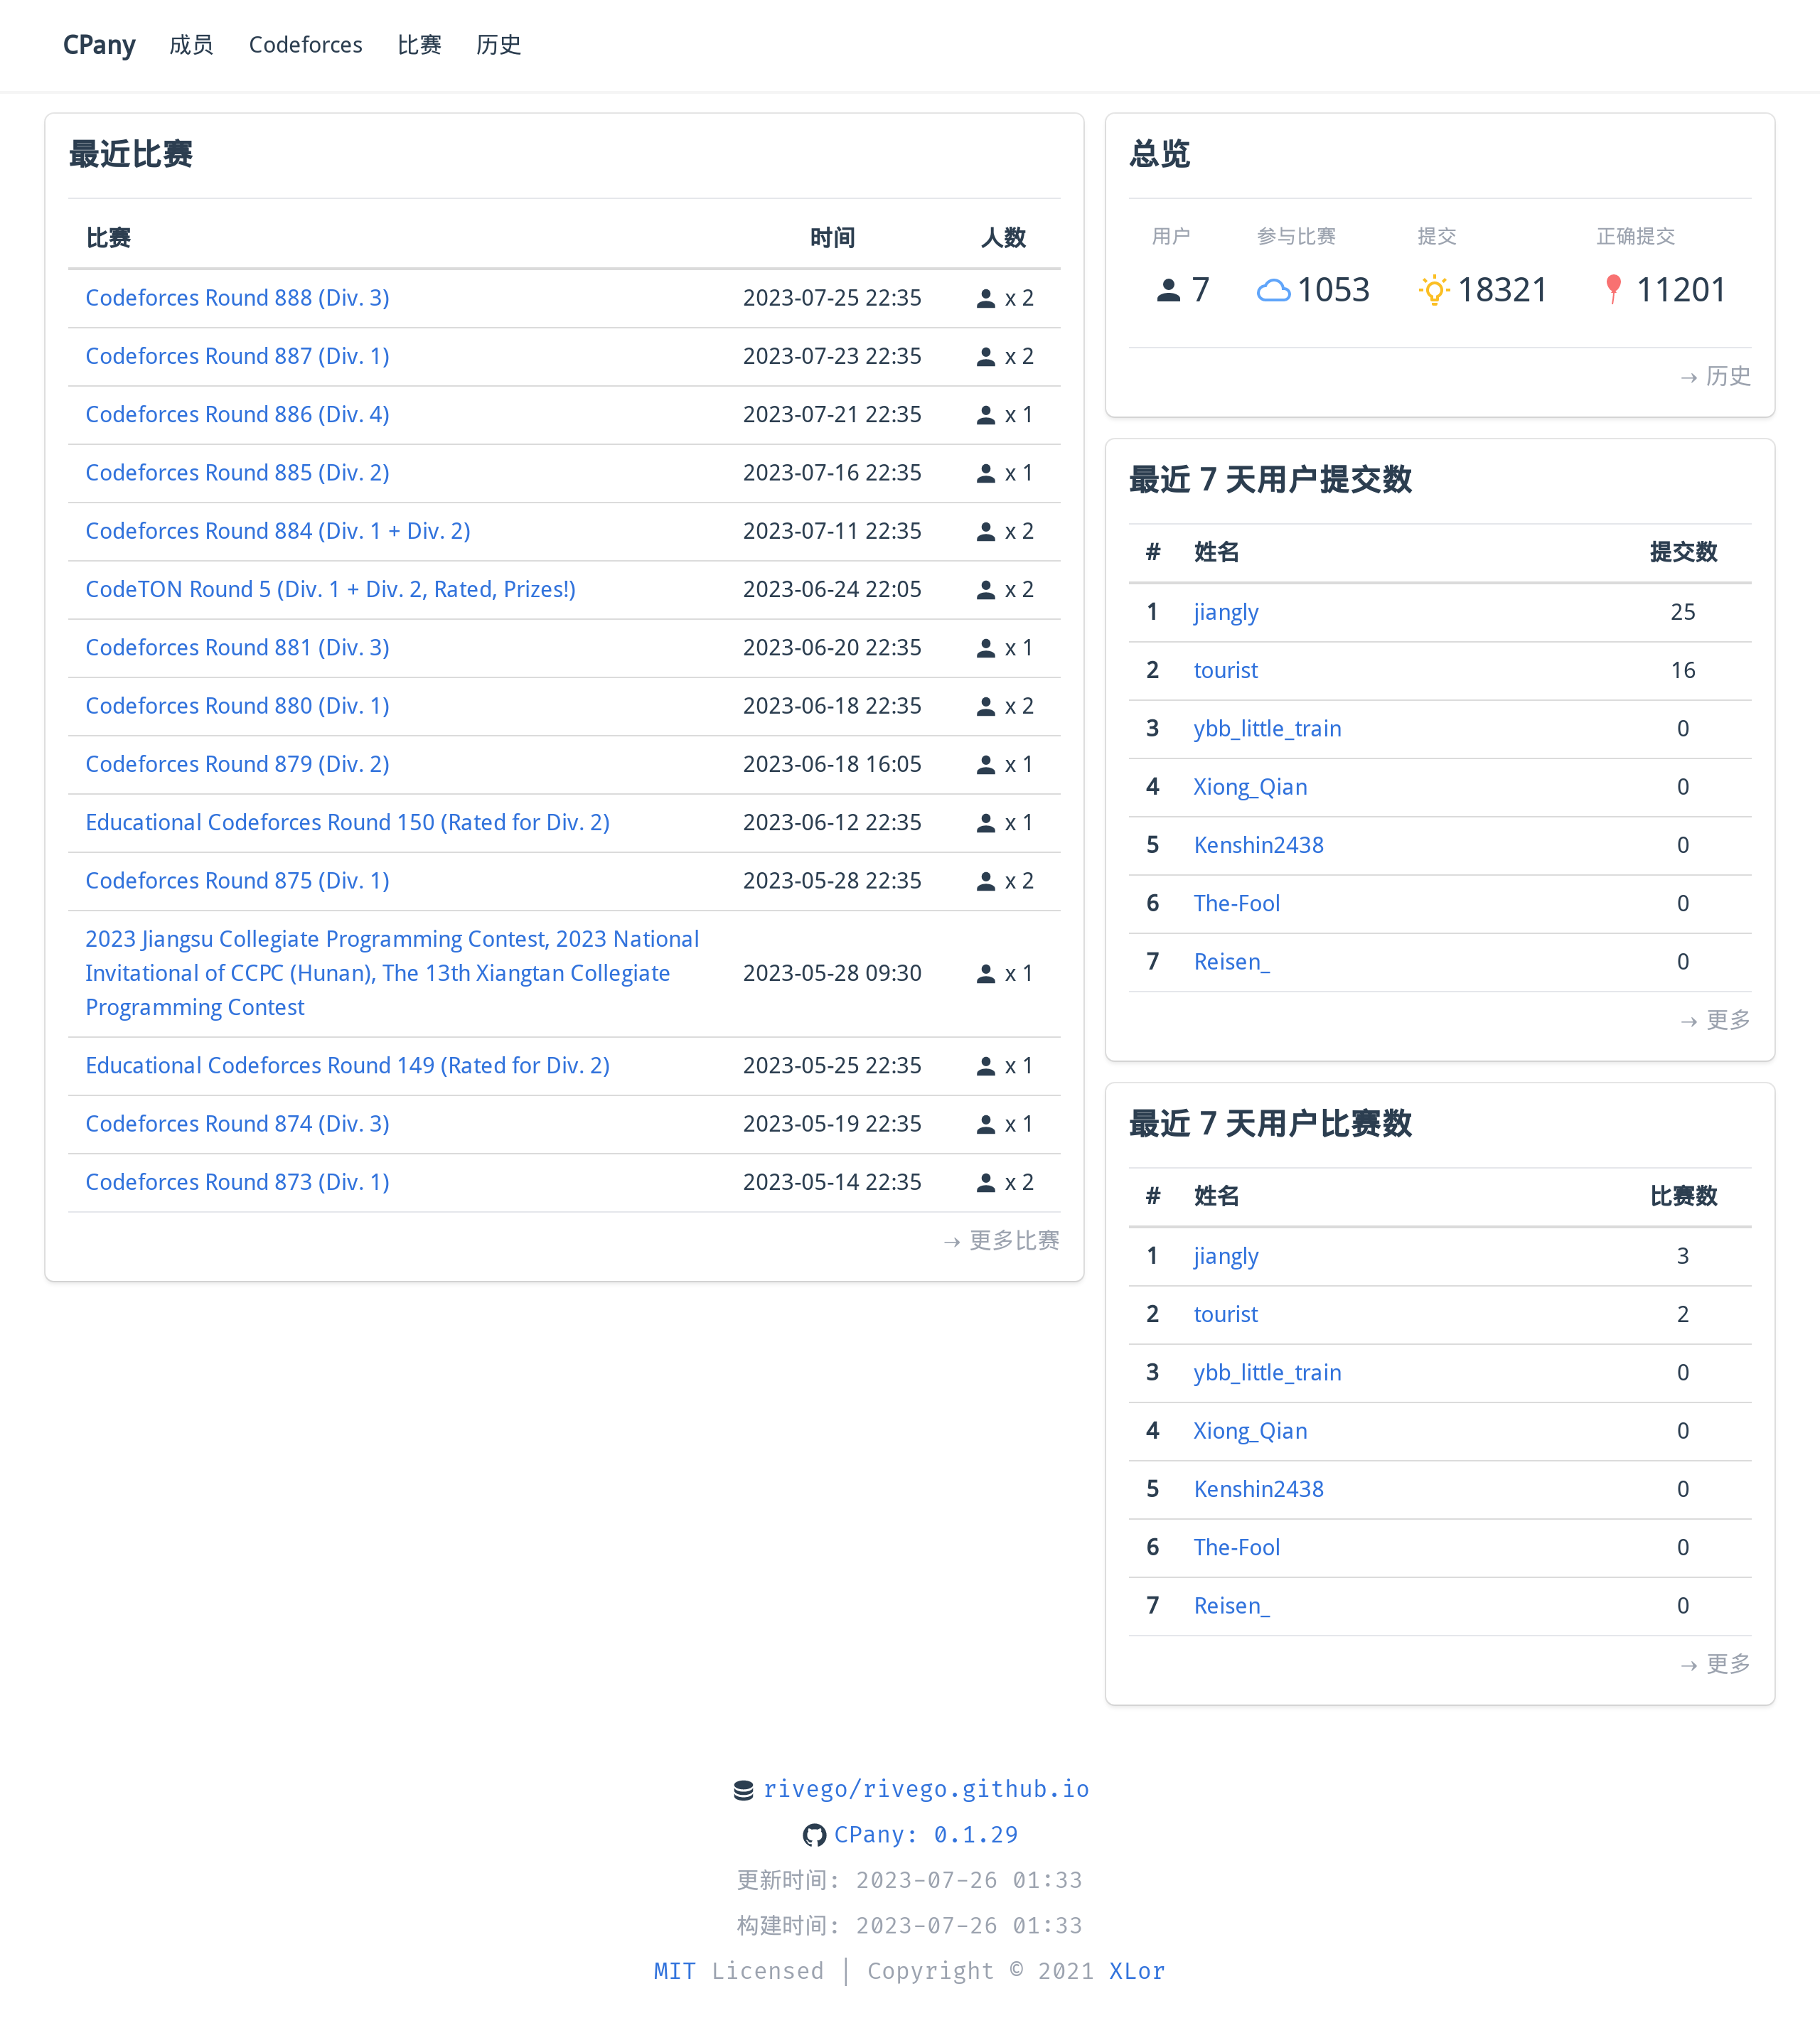 CPany 成员 Codeforces 比赛 历史
最近比赛
比赛 时间 人数
Codeforces Round 888 (Div. 3) 2023-07-25 22:35 x 2
Codeforces Round 887 (Div. 1) 2023-07-23 22:35 x 2
Codeforces Round 886 (Div. 4) 2023-07-21 22:35 x 1
Codeforces Round 885 (Div. 2) 2023-07-16 22:35 x 1
Codeforces Round 884 (Div. 1 + Div. 2) 2023-07-11 22:35 x 2
CodeTON Round 5 (Div. 1 + Div. 2, Rated, Prizes!) 2023-06-24 22:05 x 2
Codeforces Round 881 (Div. 3) 2023-06-20 22:35 x 1
Codeforces Round 880 (Div. 1) 2023-06-18 22:35 x 2
Codeforces Round 879 (Div. 2) 2023-06-18 16:05 x 1
Educational Codeforces Round 150 (Rated for Div. 2) 2023-06-12 22:35 x 1
Codeforces Round 875 (Div. 1) 2023-05-28 22:35 x 2
2023 Jiangsu Collegiate Programming Contest, 2023 National
Invitational of CCPC (Hunan), The 13th Xiangtan Collegiate 2023-05-28 09:30 x 1
Programming Contest
Educational Codeforces Round 149 (Rated for Div. 2) 2023-05-25 22:35 x 1
Codeforces Round 874 (Div. 3) 2023-05-19 22:35 x 1
Codeforces Round 873 (Div. 1) 2023-05-14 22:35 x 2
→ 更多比赛
总览
用户 参与比赛 提交 正确提交
7 1053 18321 11201
→ 历史
最近 7 天用户提交数
# 姓名 提交数
1 jiangly 25
2 tourist 16
3 ybb_little_train 0
4 Xiong_Qian 0
5 Kenshin2438 0
6 The-Fool 0
7 Reisen_ 0
→ 更多
最近 7 天用户比赛数
# 姓名 比赛数
1 jiangly 3
2 tourist 2
3 ybb_little_train 0
4 Xiong_Qian 0
5 Kenshin2438 0
6 The-Fool 0
7 Reisen_ 0
→ 更多
rivego/rivego.github.io
CPany: 0.1.29
更新时间: 2023-07-26 01:33
构建时间: 2023-07-26 01:33
MIT Licensed | Copyright © 2021 XLor